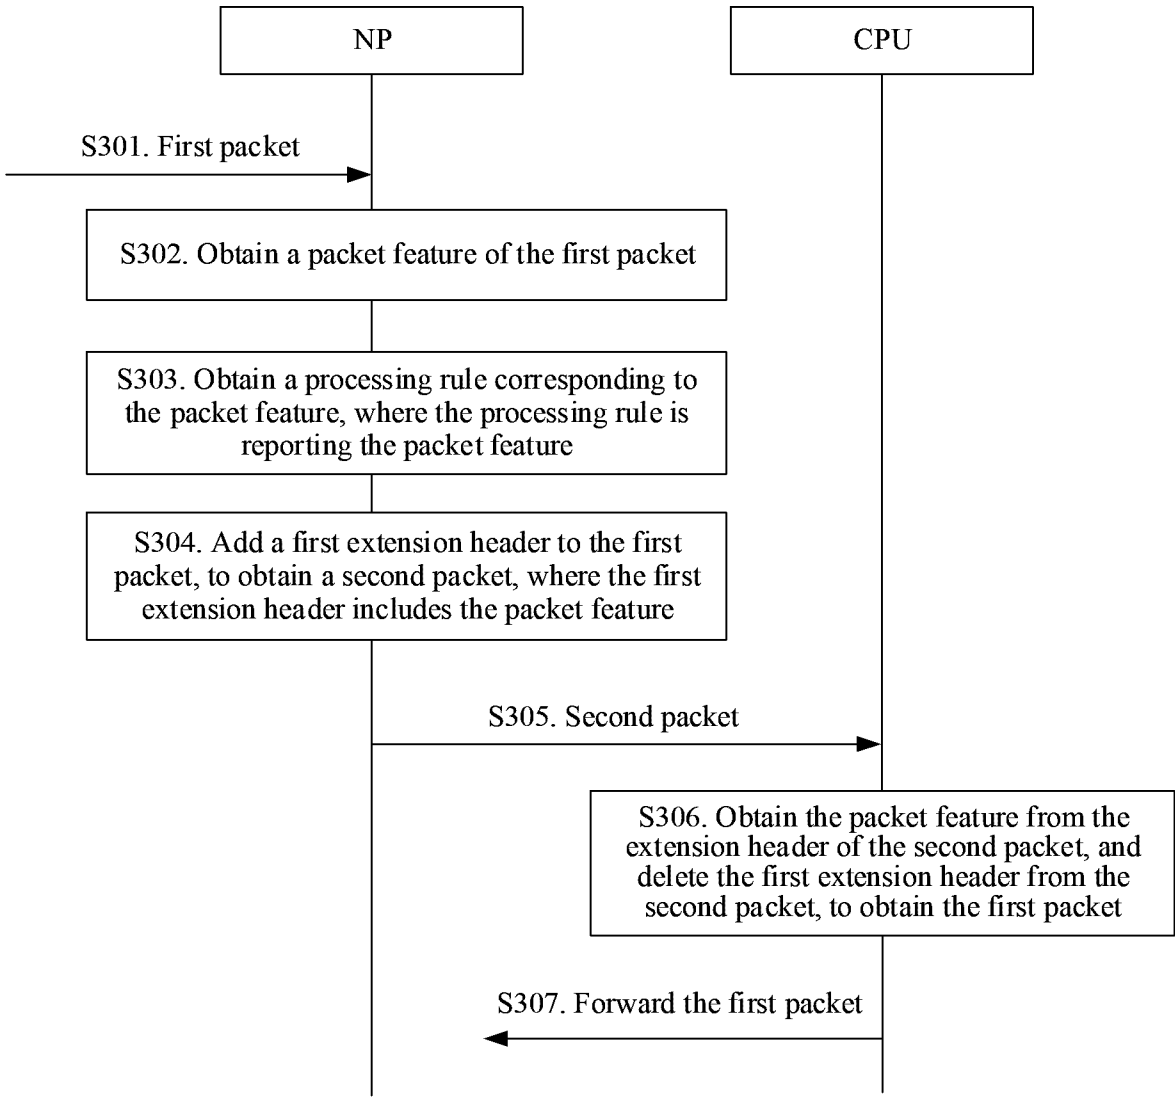 NP
CPU
S301. First packet
S302. Obtain a packet feature of the first packet
S303. Obtain a processing rule corresponding to
the packet feature, where the processing rule is
reporting the packet feature
S304. Add a first extension header to the first
packet, to obtain a second packet, where the first
extension header includes the packet feature
S305. Second packet
S306. Obtain the packet feature from the
extension header of the second packet, and
delete the first extension header from the
second packet, to obtain the first packet
S307. Forward the first packet